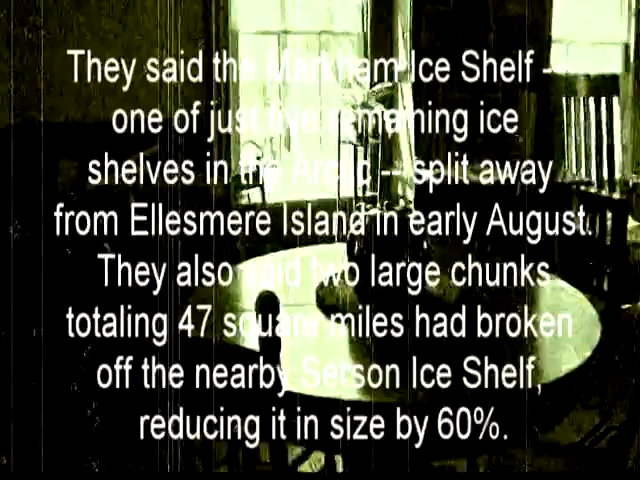 They said the Markham Ice Shelf --
one of just five remaining ice
shelves in the Arctic -- split away
from Ellesmere Island in early August.
They also said two large chunks
totaling 47 square miles had broken
off the nearby Serson Ice Shelf,
reducing it in size by 60%.